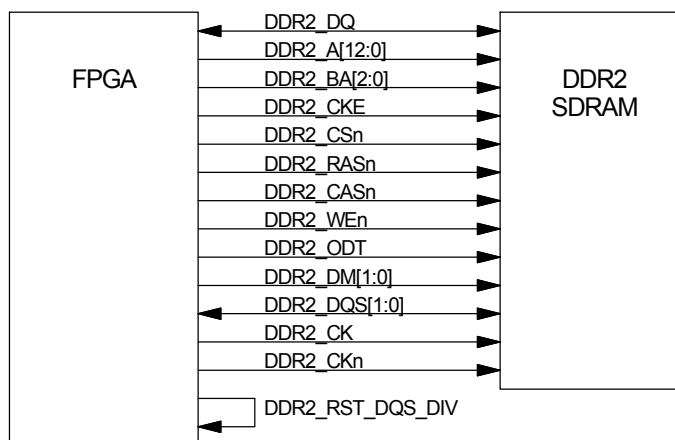 DDR2_DQ
DDR2_A[12:0]
FPGA
DDR2_BA[2:0]
DDR2
SDRAM
DDR2_CKE
DDR2_CSn
DDR2_RASn
DDR2_CASn
DDR2_WEn
DDR2_ODT
DDR2_DM[1:0]
DDR2_DQS[1:0]
DDR2_CK
DDR2_CKn
DDR2_RST_DQS_DIV